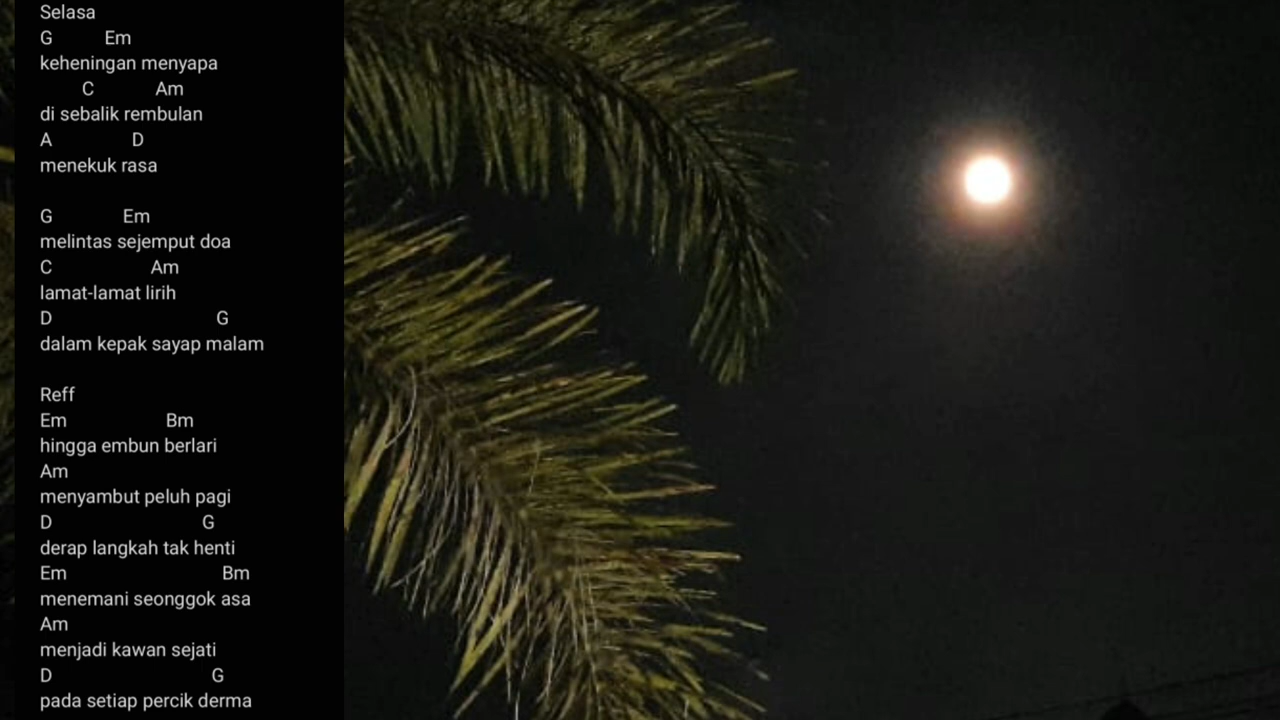 Selasa
G Em
keheningan menyapa
C Am
di sebalik rembulan
A D
menekuk rasa
G Em
melintas sejemput doa
C Am
lamat-lamat lirih
D G
dalam kepak sayap malam
Reff
Em Bm
hingga embun berlari
Am
menyambut peluh pagi
D G
derap langkah tak henti
Em Bm
menemani seonggok asa
Am
menjadi kawan sejati
D G
pada setiap percik derma